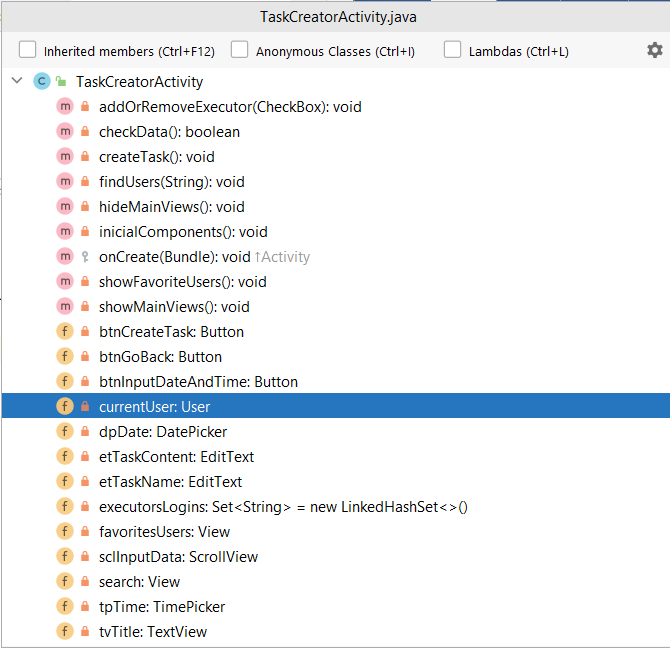 TaskCreatorActivity.java
Inherited members (Ctrl+F12) Anonymous Classes (Ctrl+I) Lambdas (Ctrl+L)
C TaskCreatorActivity
m addOrRemoveExecutor(CheckBox): void
m checkData(): boolean
m createTask(): void
m findUsers(String): void
m hideMainViews(): void
m inicialComponents(): void
m onCreate(Bundle): void ↑Activity
m showFavoriteUsers(): void
m showMainViews(): void
f btnCreateTask: Button
f btnGoBack: Button
f btnInputDateAndTime: Button
f currentUser: User
f dpDate: DatePicker
f etTaskContent: EditText
f etTaskName: EditText
f executorsLogins: Set<String> = new LinkedHashSet<>()
f favoritesUsers: View
f sclInputData: ScrollView
f search: View
f tpTime: TimePicker
f tvTitle: TextView